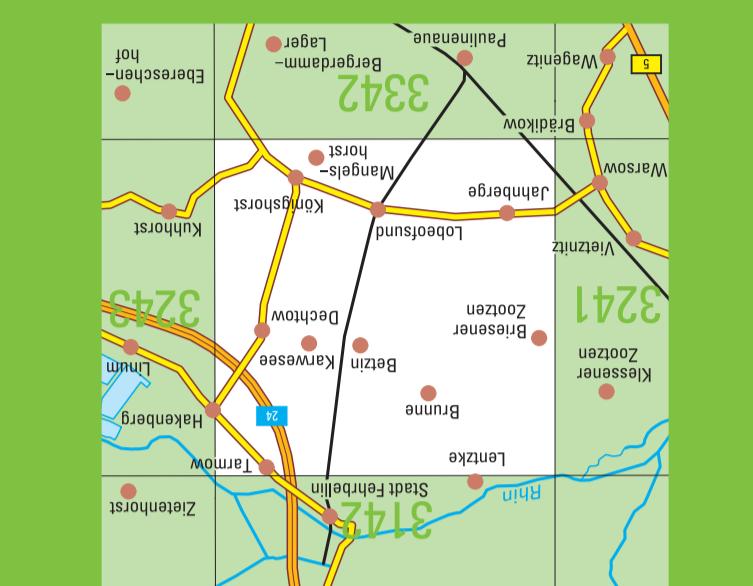 3142
Zietenhorst
Rhin
Stadt Fehrbellin
Lentzke
Tarmow
Hakenberg
24
Brunne
Linum
Klessener
Zootzen
Karwesee
Betzin
Briesener
Zootzen
Dechtow
3241
3243
Vietznitz
Lobeofsund
Kuhhorst
Königshorst
Jahnberge
Warsow
Mangels-
horst
Brädikow
3342
Ebereschen-
hof
Bergerdamm-
Lager
Wagenitz
5
Paulinenaue